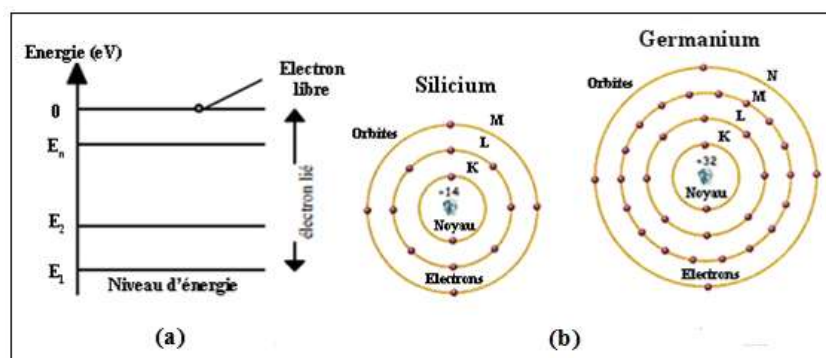 Energie (eV)
Electron
libre
0
En
électron lié
E2
E1
Niveau d'énergie
(a)
Silicium
Orbites
M
L
K
+14
Noyau
Electrons
Germanium
Orbites
N
M
L
K
+32
Noyau
Electrons
(b)